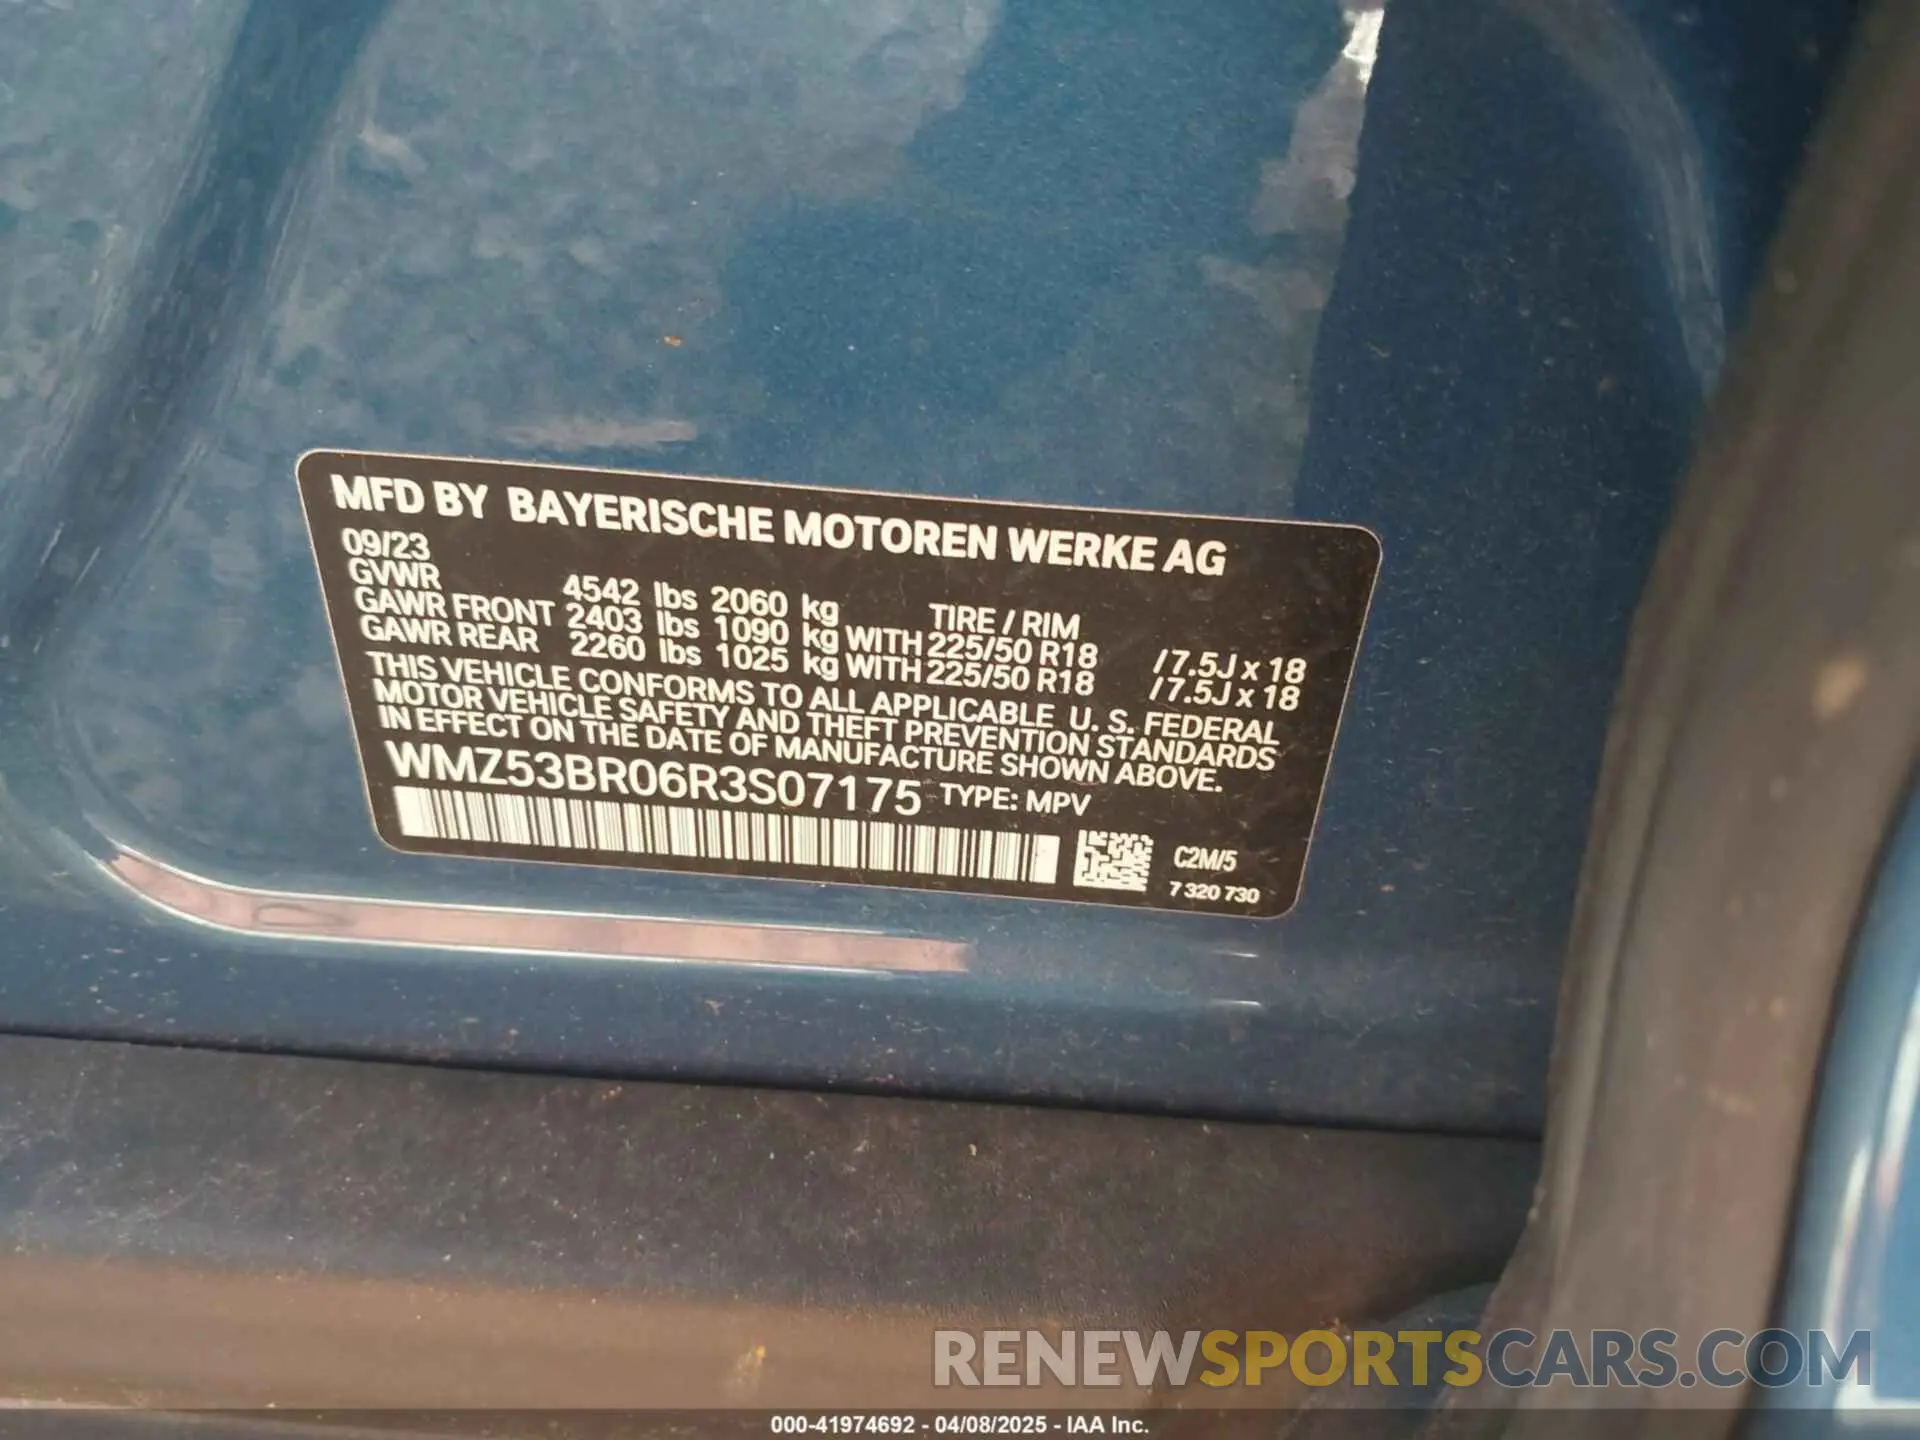 MFD BY BAYERISCHE MOTOREN WERKE AG
09/23
GVWR 4542 lbs 2060 kg TIRE / RIM
GAWR FRONT 2403 lbs 1090 kg WITH 225/50 R18 / 7.5J x 18
GAWR REAR 2260 lbs 1025 kg WITH 225/50 R18 / 7.5J x 18
THIS VEHICLE CONFORMS TO ALL APPLICABLE U. S. FEDERAL
MOTOR VEHICLE SAFETY AND THEFT PREVENTION STANDARDS
IN EFFECT ON THE DATE OF MANUFACTURE SHOWN ABOVE.
WMZ53BR06R3S07175 TYPE: MPV
C2M/5
7 320 730
RENEWSPORTSCARS.COM
000-41974692 - 04/08/2025 - IAA Inc.